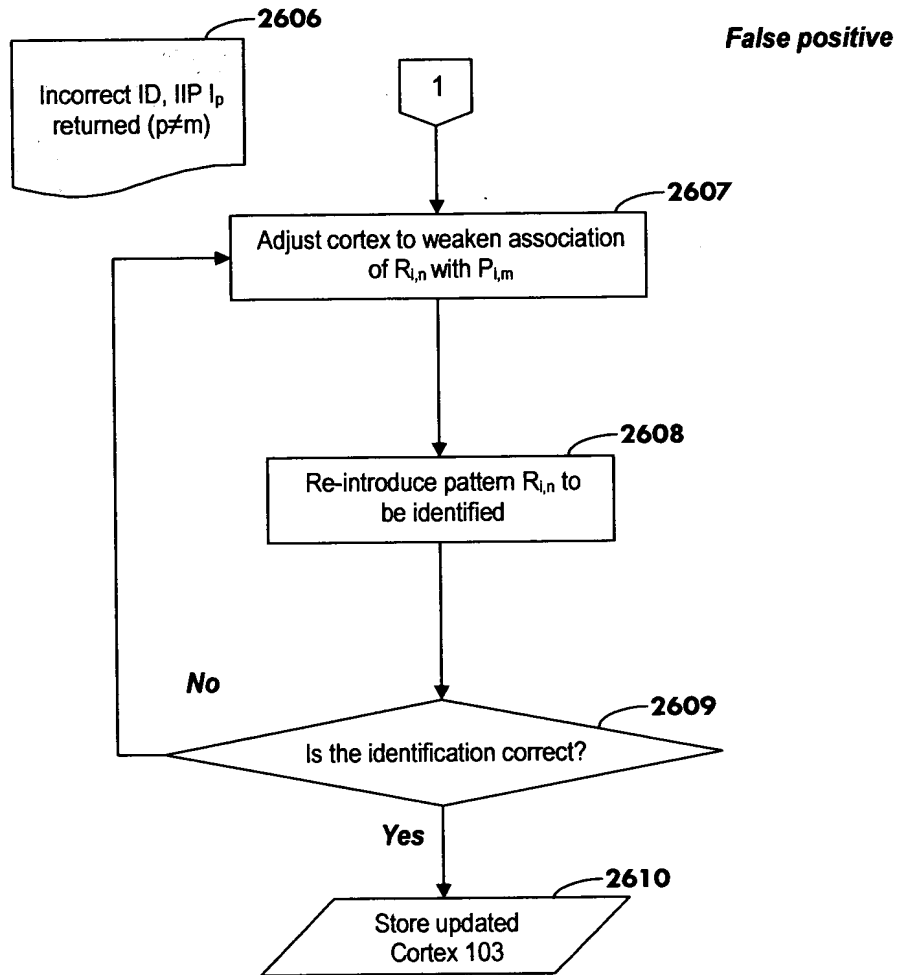 2606
False positive
Incorrect ID, IIP Iₚ
returned (p≠m)
1
2607
Adjust cortex to weaken association
of Rᵢ,ₙ with Pᵢ,ₘ
2608
Re-introduce pattern Rᵢ,ₙ to
be identified
No
2609
Is the identification correct?
Yes
2610
Store updated
Cortex 103